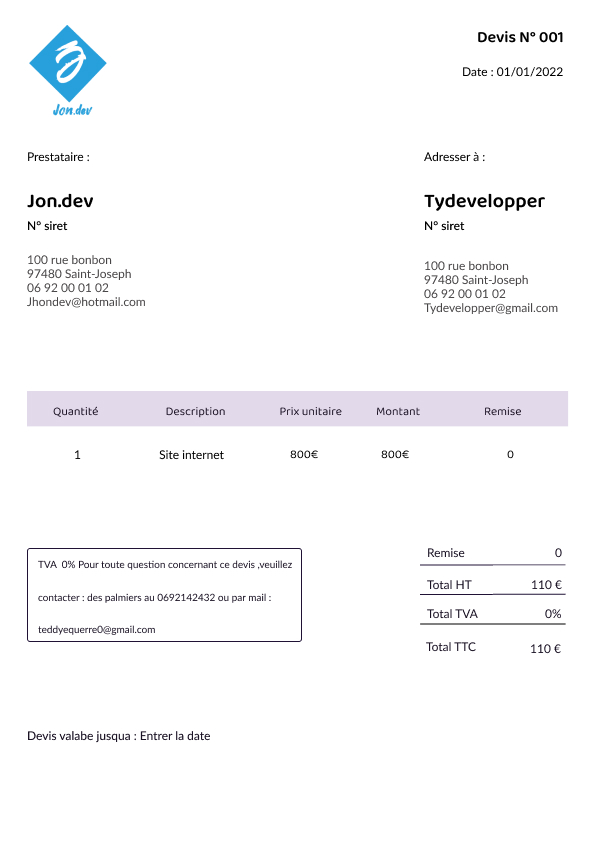 Devis N° 001
Date : 01/01/2022
Jon.dev
Prestataire :
Adresser à :
Jon.dev
N° siret
100 rue bonbon
97480 Saint-Joseph
06 92 00 01 02
Jhondev@hotmail.com
Tydevelopper
N° siret
100 rue bonbon
97480 Saint-Joseph
06 92 00 01 02
Tydevelopper@gmail.com
Quantité Description Prix unitaire Montant Remise
1 Site internet 800€ 800€ 0
TVA 0% Pour toute question concernant ce devis ,veuillez
contacter : des palmiers au 0692142432 ou par mail :
teddyequerre0@gmail.com
Remise 0
Total HT 110 €
Total TVA 0%
Total TTC 110 €
Devis valabe jusqua : Entrer la date